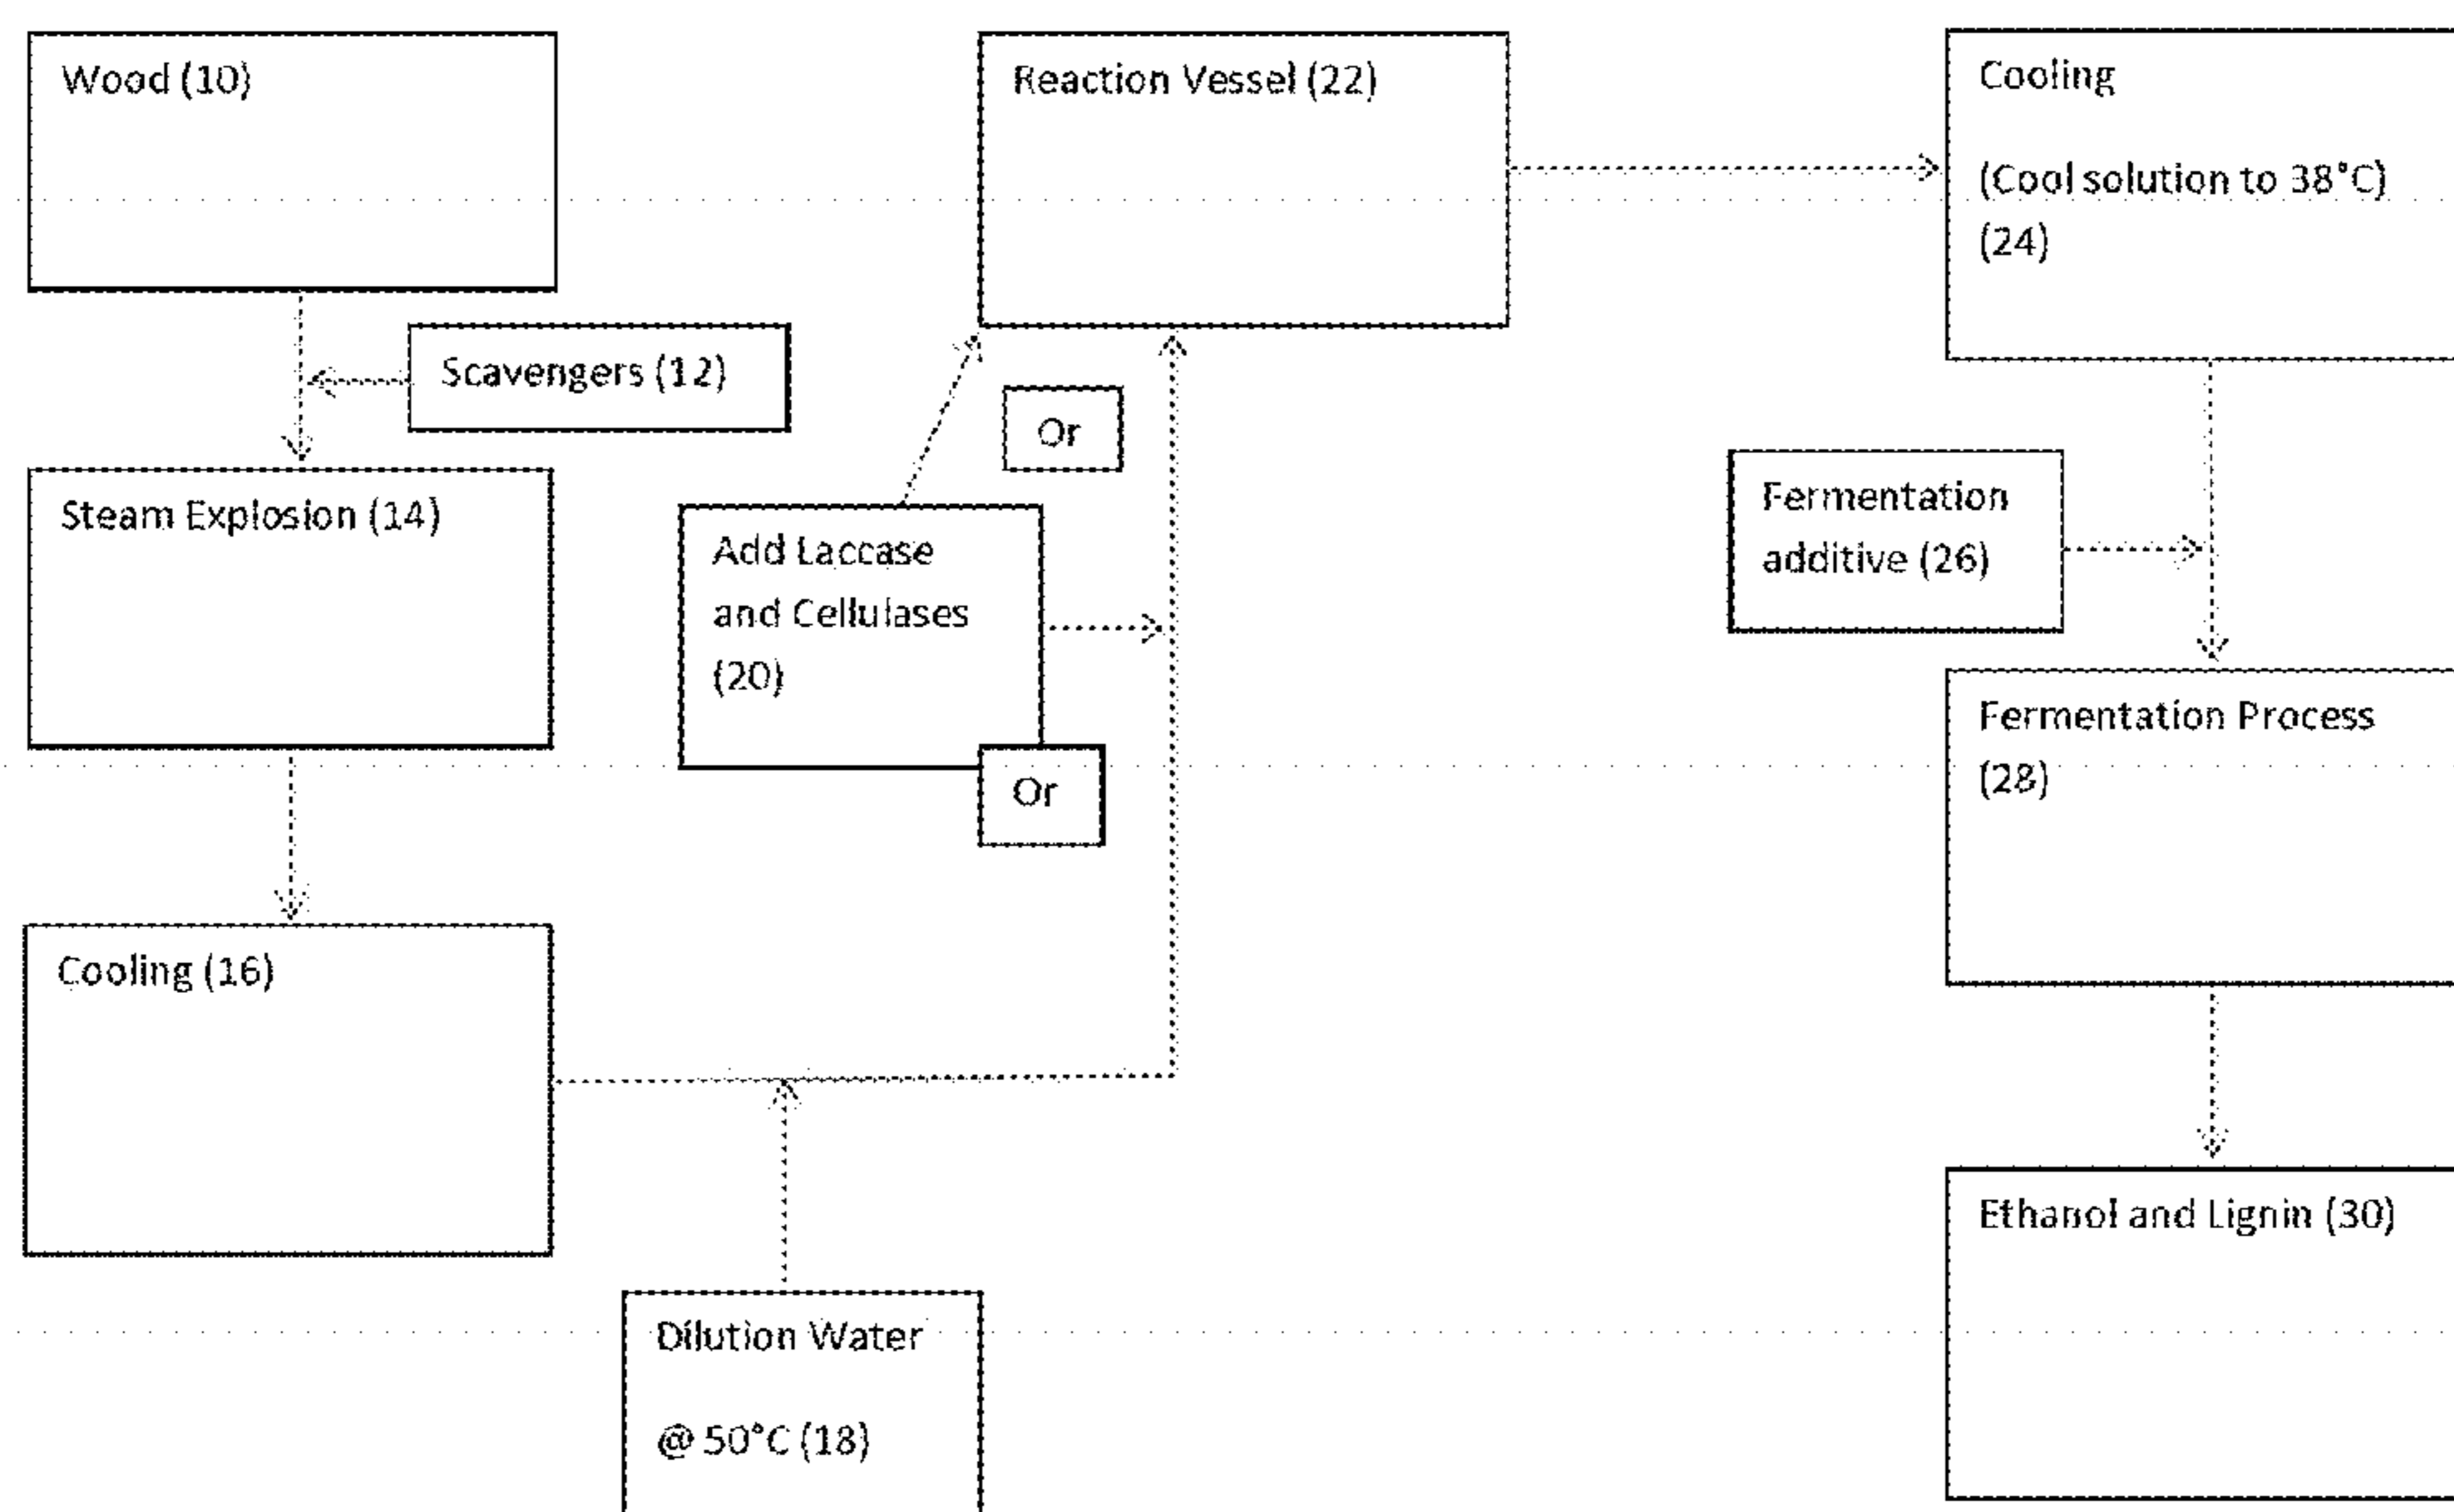 Wood (10)
Scavengers (12)
Steam Explosion (14)
Cooling (16)
Dilution Water
@ 50°C (18)
Add Laccase
and Cellulases
(20)
Or
Or
Reaction Vessel (22)
Cooling
(Cool solution to 38°C)
(24)
Fermentation
additive (26)
Fermentation Process
(28)
Ethanol and Lignin (30)